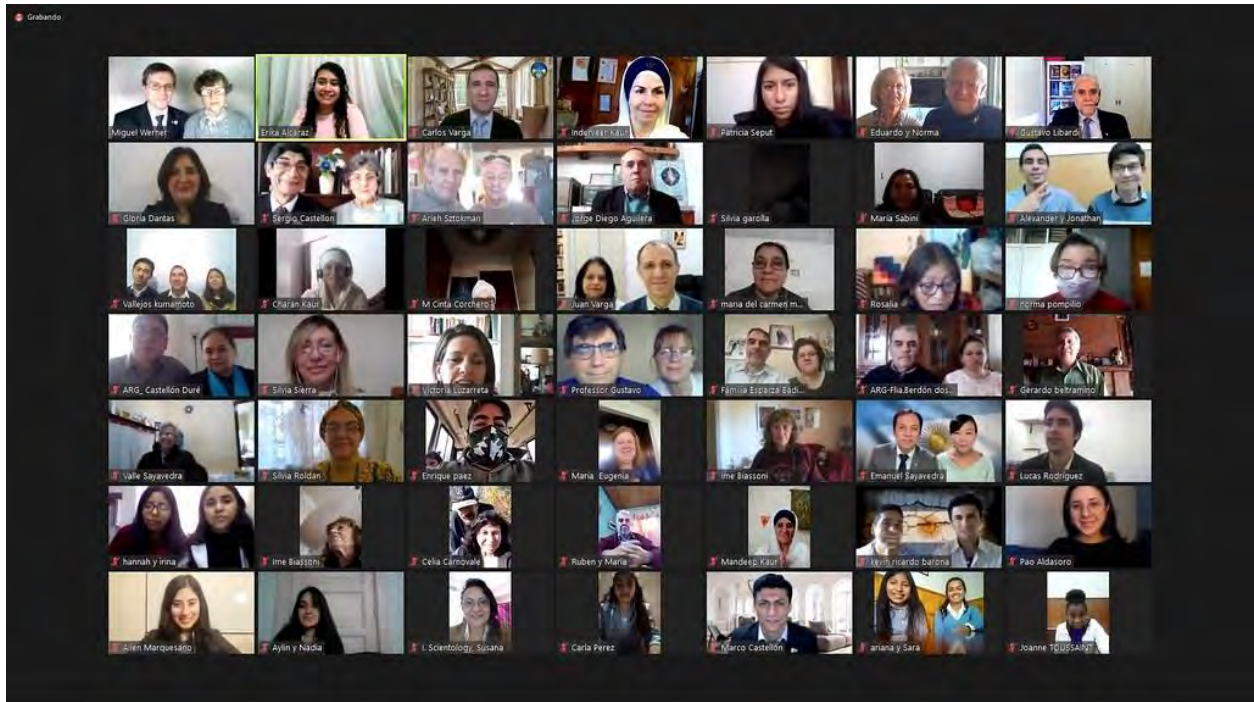 Grabando
Miguel Werner
Erika Alcaraz
Carlos Varga
Inderjeer Kaur
Patricia Seput
Eduardo y Norma
Gustavo Libardi
Gloria Dantas
Sergio Castellon
Arieh Sztokman
Jorge Diego Aguilera
Silvia garolla
María Sabini
Alexander y Jonathan
Vallejos kumamoto
Charan Kaur
M Cinta Corchero
Juan Varga
maria del carmen m...
Rosalia
norma pompilio
ARG_ Castellón Duré
Silvia Sierra
Victoria Luzarreta
Professor Gustavo
Familia Esparza Badi...
ARG-Flia.Berdón dos...
Gerardo beltramino
Valle Sayavedra
Silvia Roldan
Enrique paez
Maria Eugenia
Ime Biassoni
Emanuel Sayavedra
Lucas Rodríguez
hannah y irina
Ime Biassoni
Celia Carnovale
Ruben y Maria
Mandeep Kaur
kevin ricardo barona
Pao Aldasoro
Ailen Marquesano
Aylin y Nadia
i. Scientology, Susana
Carla Perez
Marco Castellón
ariana y Sara
Joanne TOUSSAINT